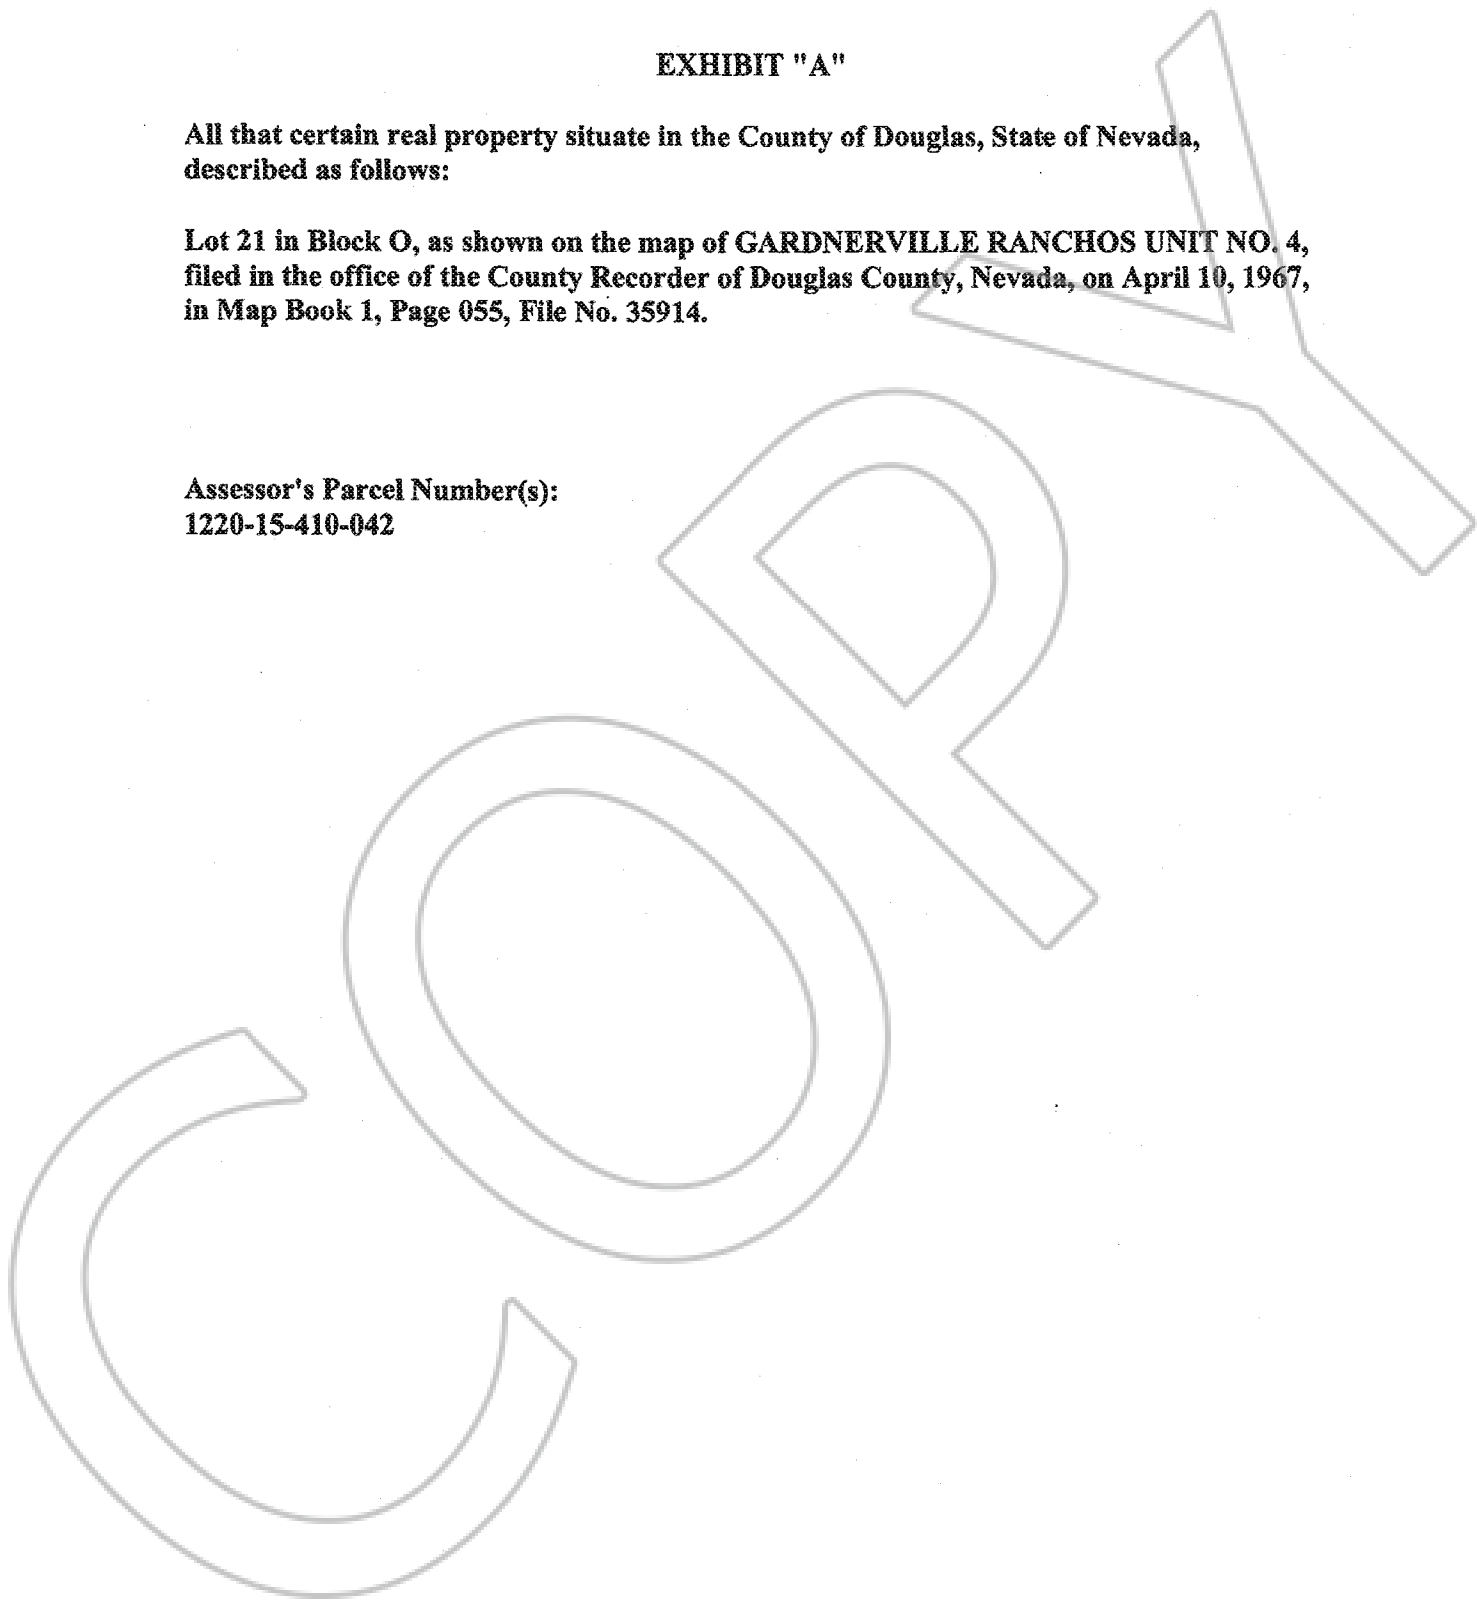 EXHIBIT "A"
All that certain real property situate in the County of Douglas, State of Nevada,
described as follows:
Lot 21 in Block O, as shown on the map of GARDNERVILLE RANCHOS UNIT NO. 4,
filed in the office of the County Recorder of Douglas County, Nevada, on April 10, 1967,
in Map Book 1, Page 055, File No. 35914.
Assessor's Parcel Number(s):
1220-15-410-042
COPY